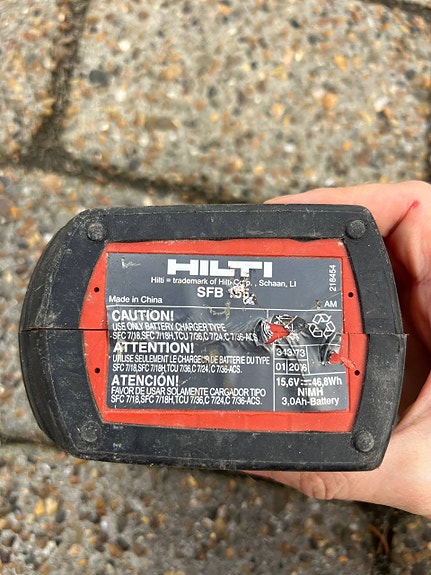 HILTI
Hilti = trademark of Hilti Corp., Schaan, LI
SFB
Made in China
AM
218454
CAUTION!
USE ONLY BATTERY CHARGER TYPE
SFC 7/18, SFC 7/18H, TCU 7/36, C 7/24, C 7/36-ACS.
ATTENTION!
UTILISE SEULEMENT LE CHARGEUR DE BATTERIE DU TYPE
SFC 7/18, SFC 7/18H, TCU 7/36, C 7/24, C 7/36-ACS.
ATENCIÓN!
FAVOR DE USAR SOLAMENTE CARGADOR TIPO
SFC 7/18, SFC 7/18H, TCU 7/36, C 7/24, C 7/36-ACS.
343773
01 2006
15,6V 46,8Wh
NiMH
3,0Ah-Battery